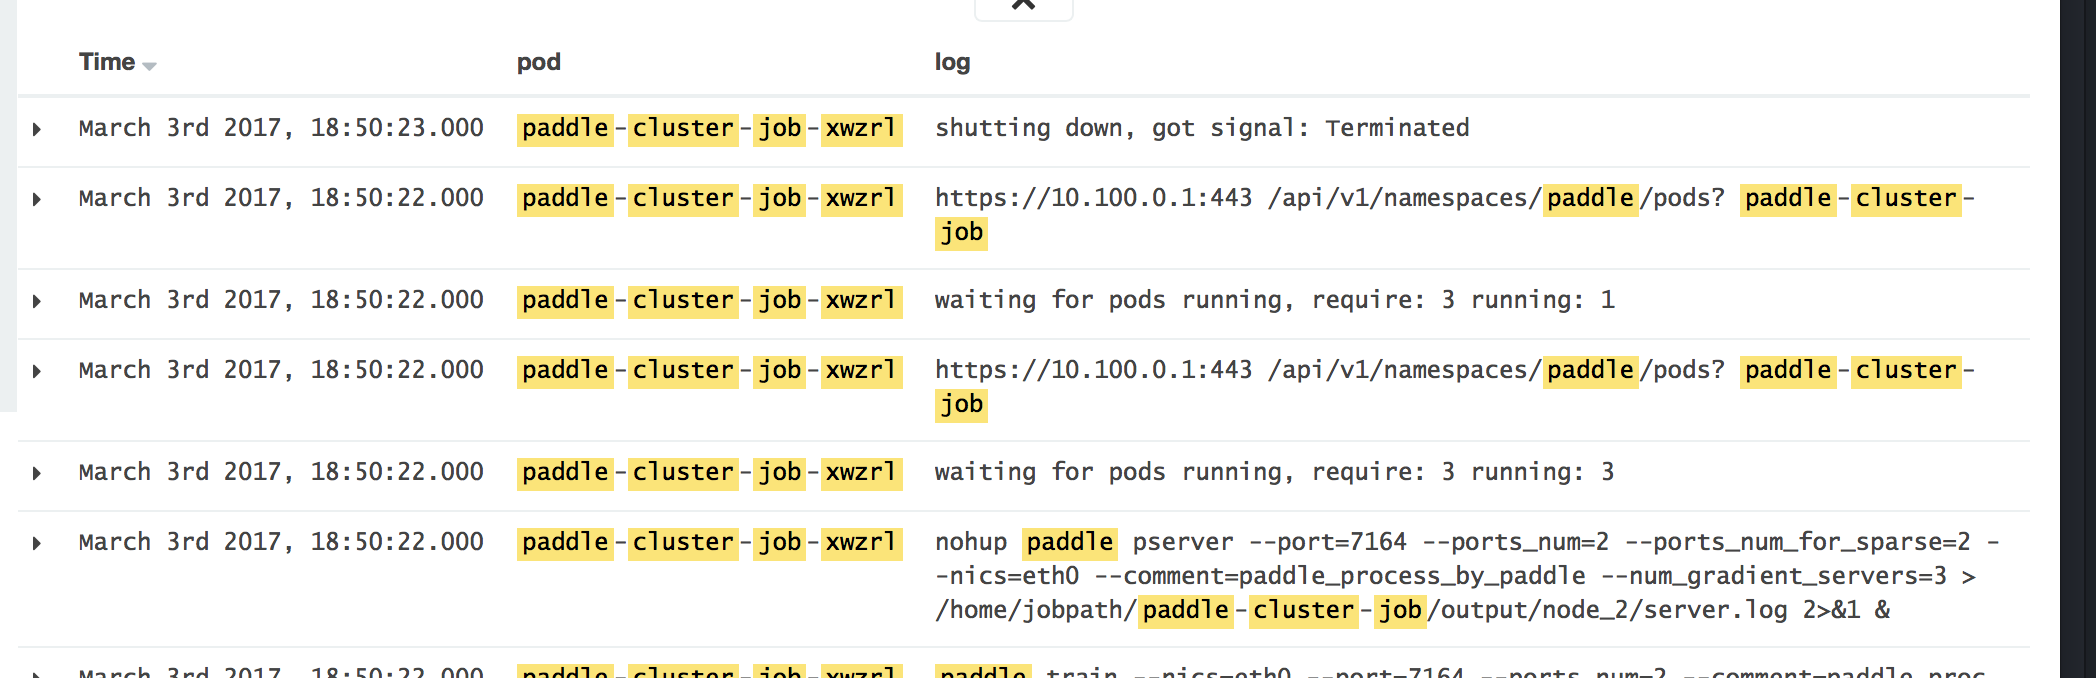 Time pod log
March 3rd 2017, 18:50:23.000 paddle-cluster-job-xwzrl shutting down, got signal: Terminated
March 3rd 2017, 18:50:22.000 paddle-cluster-job-xwzrl https://10.100.0.1:443 /api/v1/namespaces/paddle/pods? paddle-cluster-
job
March 3rd 2017, 18:50:22.000 paddle-cluster-job-xwzrl waiting for pods running, require: 3 running: 1
March 3rd 2017, 18:50:22.000 paddle-cluster-job-xwzrl https://10.100.0.1:443 /api/v1/namespaces/paddle/pods? paddle-cluster-
job
March 3rd 2017, 18:50:22.000 paddle-cluster-job-xwzrl waiting for pods running, require: 3 running: 3
March 3rd 2017, 18:50:22.000 paddle-cluster-job-xwzrl nohup paddle pserver --port=7164 --ports_num=2 --ports_num_for_sparse=2 -
-nics=eth0 --comment=paddle_process_by_paddle --num_gradient_servers=3 >
/home/jobpath/paddle-cluster-job/output/node_2/server.log 2>&1 &
March 3rd 2017, 18:50:22.000 paddle-cluster-job-xwzrl paddle train --nics=eth0 --port=7164 --ports_num=2 --comment=paddle_proc